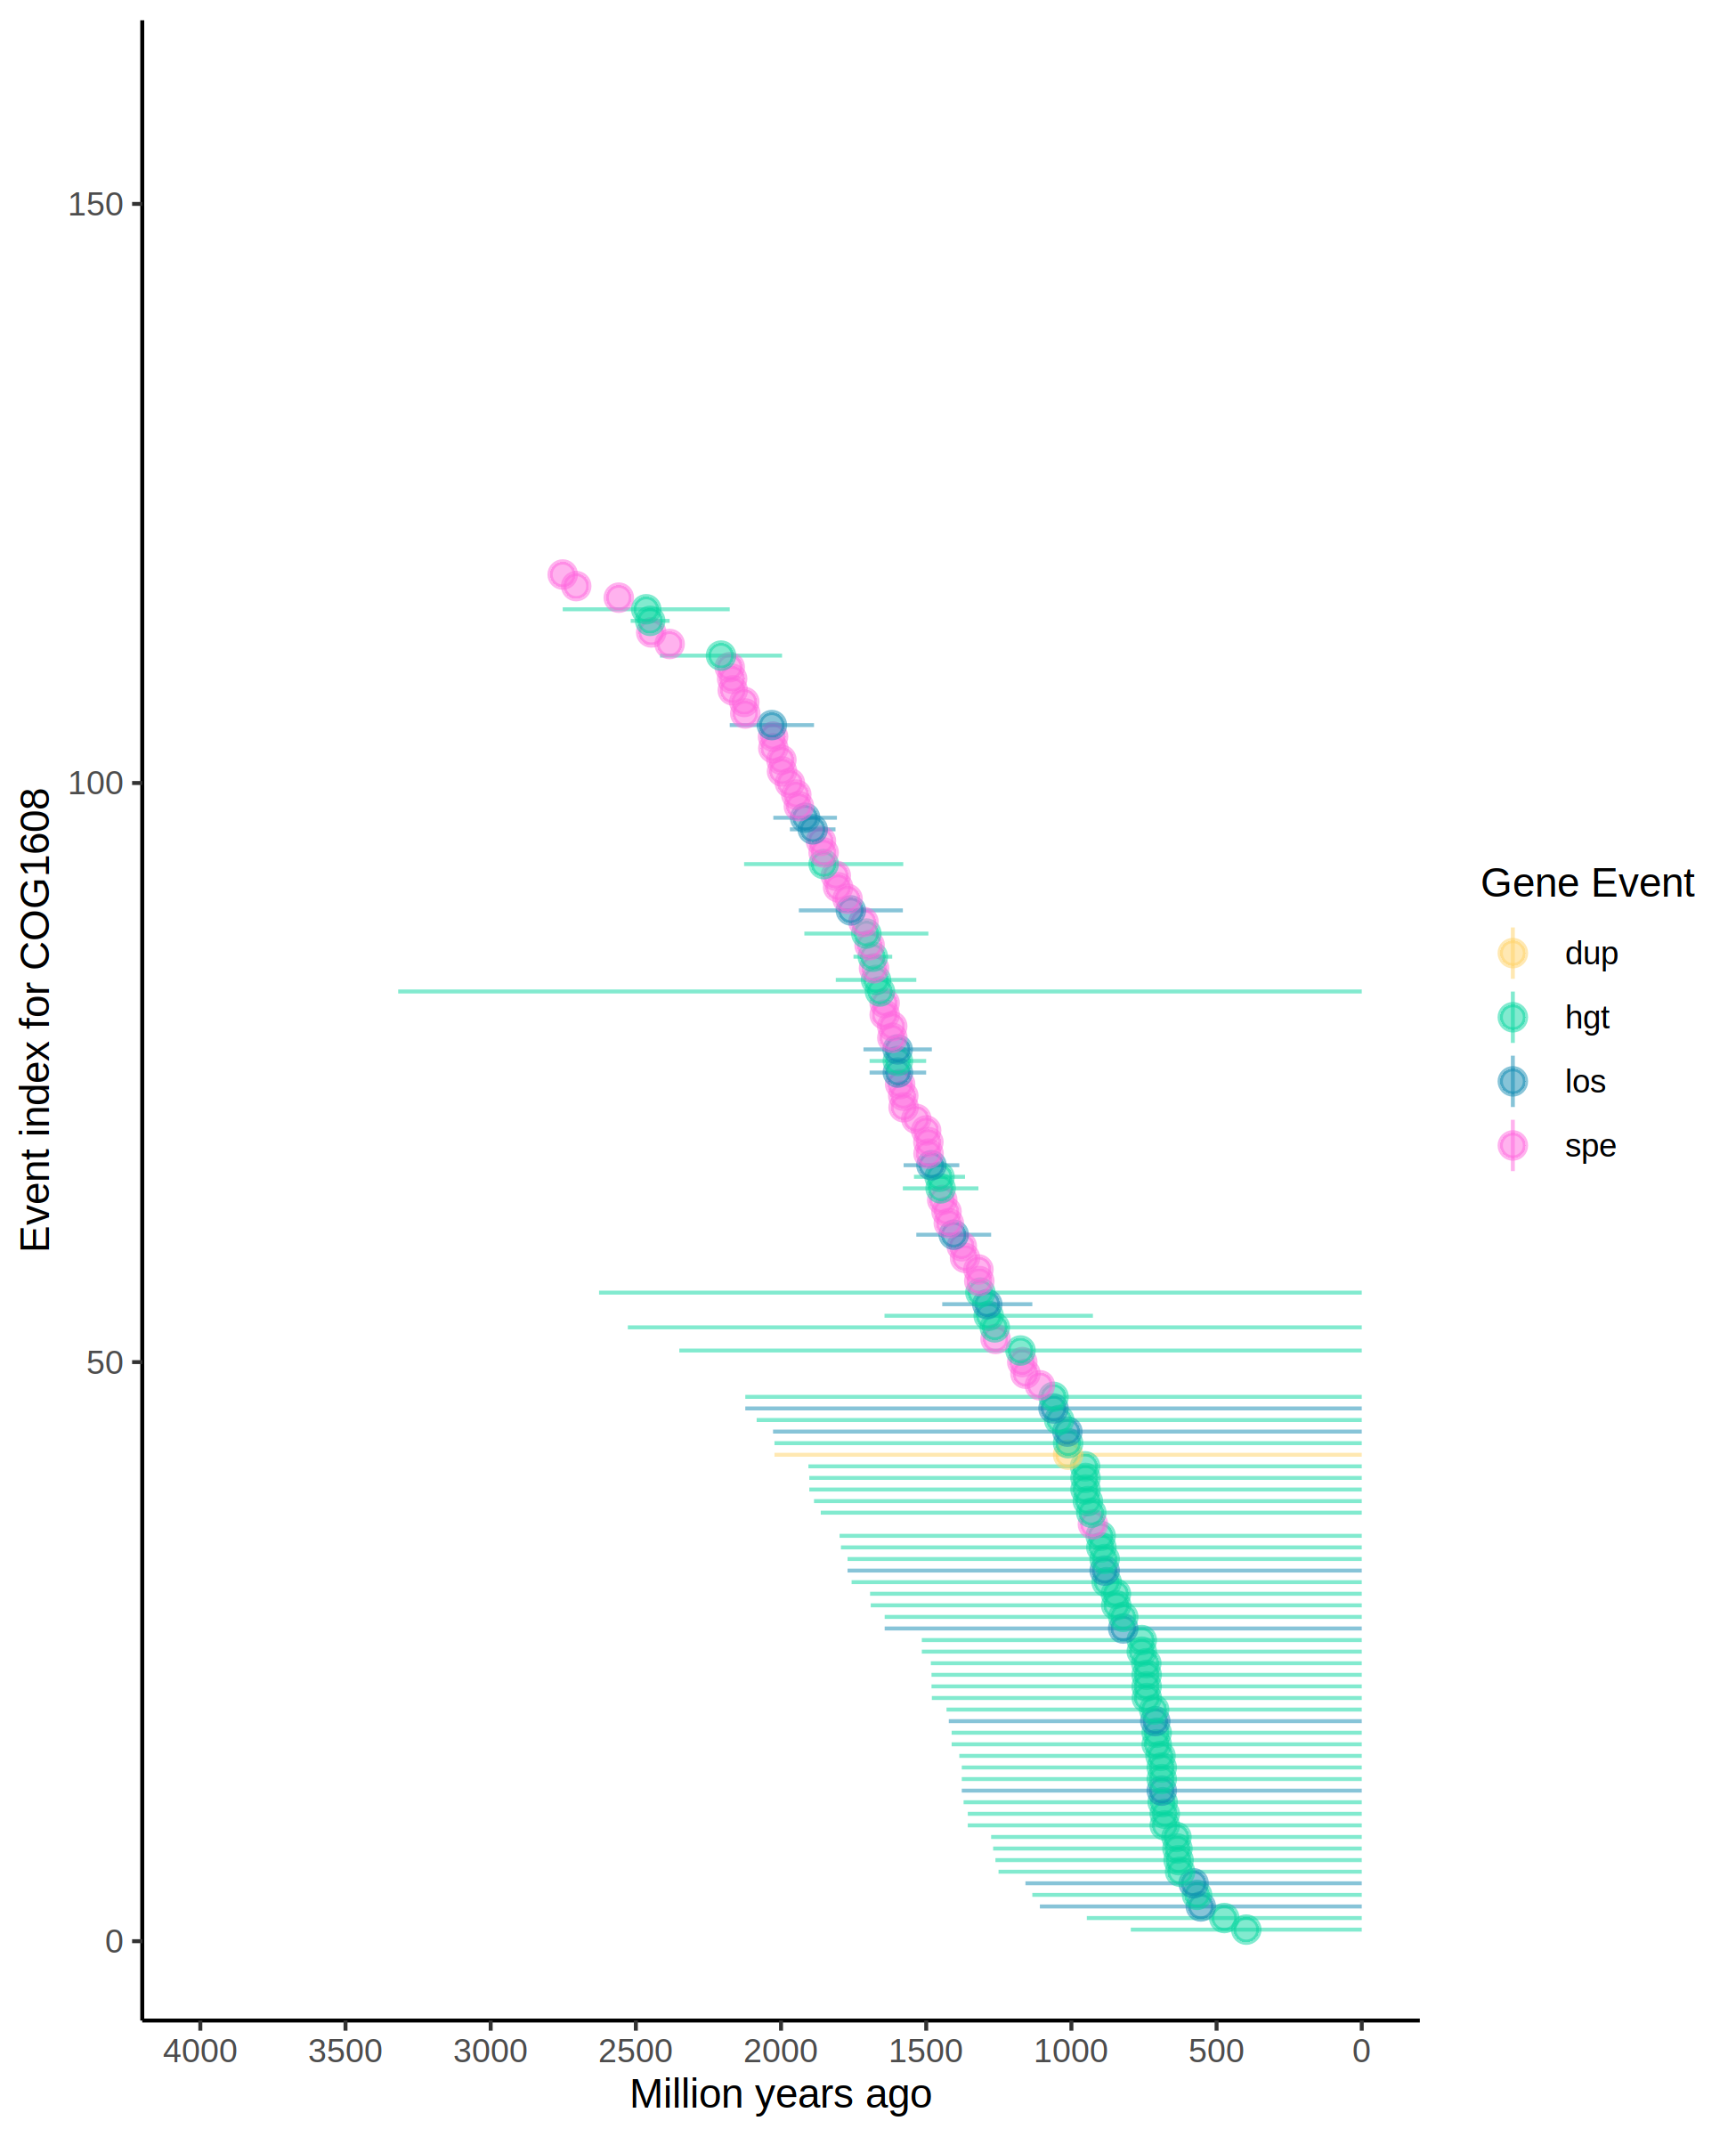 Event index for COG1608
150
100
50
0
4000 3500 3000 2500 2000 1500 1000 500 0
Million years ago
Gene Event
dup
hgt
los
spe